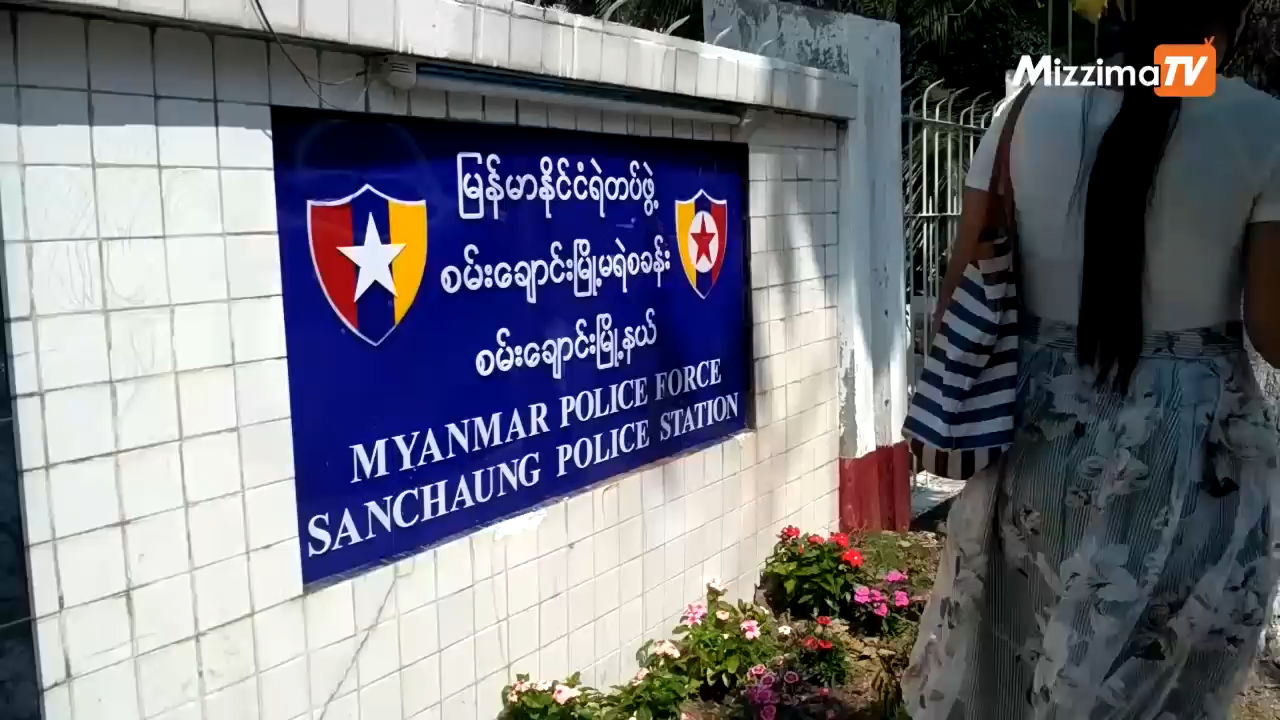 MizzimaTV
မြန်မာနိုင်ငံရဲတပ်ဖွဲ့
စမ်းချောင်းမြို့မရဲစခန်း
စမ်းချောင်းမြို့နယ်
MYANMAR POLICE FORCE
SANCHAUNG POLICE STATION